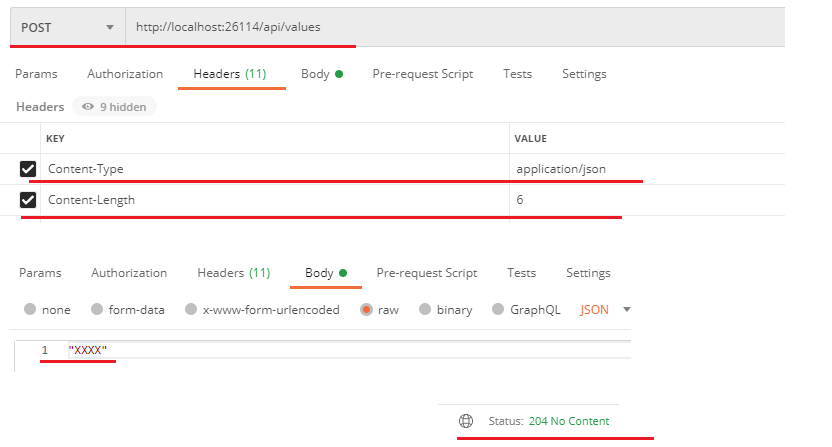 POST http://localhost:26114/api/values
Params Authorization Headers (11) Body Pre-request Script Tests Settings
Headers 9 hidden
KEY VALUE
Content-Type application/json
Content-Length 6
Params Authorization Headers (11) Body Pre-request Script Tests Settings
none form-data x-www-form-urlencoded raw binary GraphQL JSON
1 "XXXX"
Status: 204 No Content